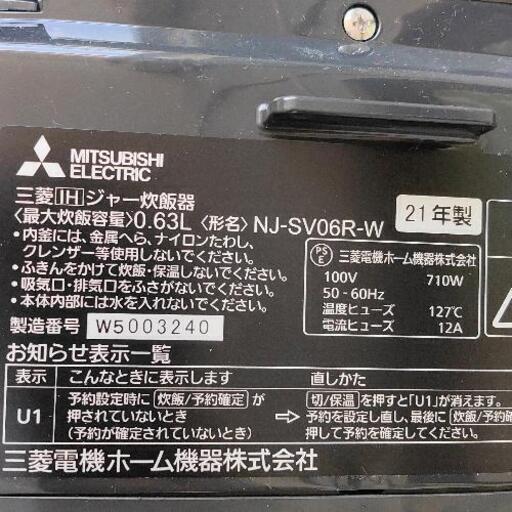 MITSUBISHI
ELECTRIC
三菱IHジャー炊飯器
〈最大炊飯容量〉0.63L 〈形名〉NJ-SV06R-W
21年製
・内釜には、金属へら、ナイロンたわし、
クレンザー等使用しないでください。
・ふきんをかけて炊飯・保温しないでください。
・吸気口・排気口をふさがないでください。
・本体内部には水を入れないでください。
PSE
三菱電機ホーム機器株式会社
100V 710W
50-60Hz
温度ヒューズ 127℃
電流ヒューズ 12A
製造番号 W5003240
お知らせ表示一覧
表示 こんなときに表示します 直しかた
U1 予約設定時に 炊飯/予約確定 が
押されていないとき
(予約が確定されていないとき)
⇨ 切/保温 を押すと「U1」が消えます。
予約を設定し直し、最後に 炊飯/予約確定
押して予約を確定してください。
三菱電機ホーム機器株式会社